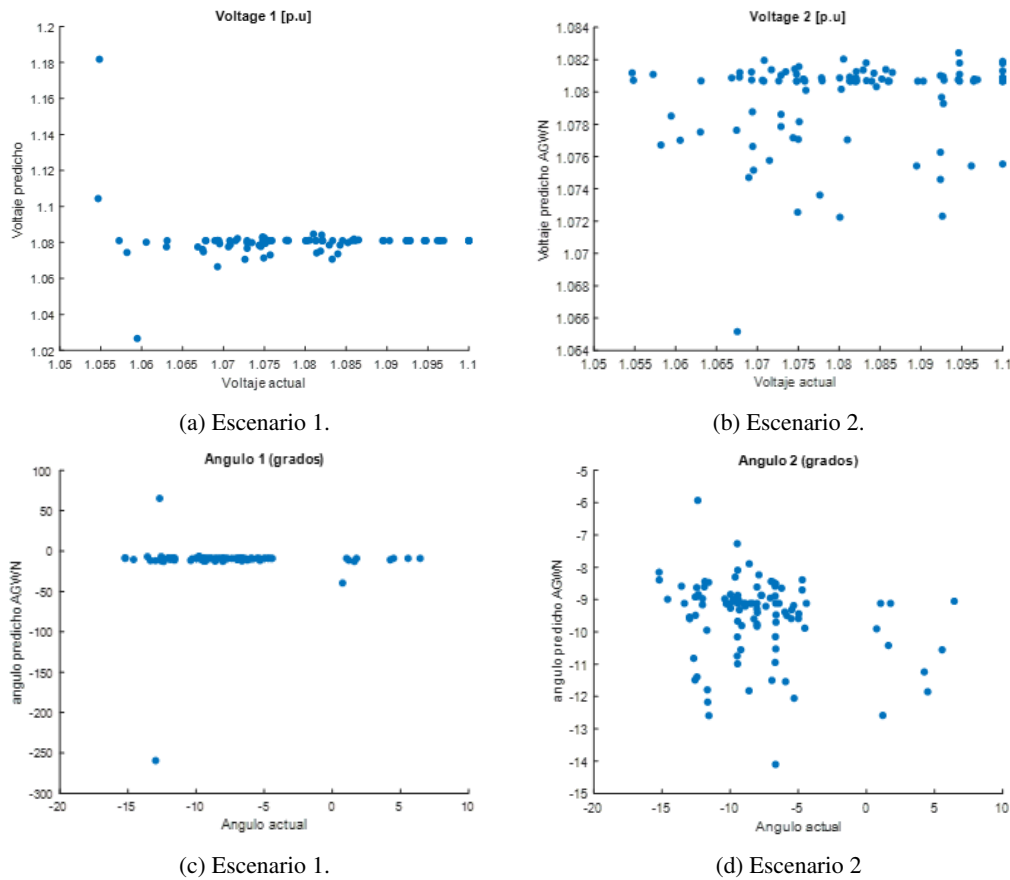 Voltage 1 [p.u]
1.2
1.18
1.16
1.14
1.12
1.1
1.08
1.06
1.04
1.02
Voltaje predicho
1.05 1.055 1.06 1.065 1.07 1.075 1.08 1.085 1.09 1.095 1.1
Voltaje actual
(a) Escenario 1.
Voltage 2 [p.u]
1.084
1.082
1.08
1.078
1.076
1.074
1.072
1.07
1.068
1.066
1.064
Voltaje predicho AGWN
1.05 1.055 1.06 1.065 1.07 1.075 1.08 1.085 1.09 1.095 1.1
Voltaje actual
(b) Escenario 2.
Angulo 1 (grados)
100
50
0
-50
-100
-150
-200
-250
-300
angulo predicho AGWN
-20 -15 -10 -5 0 5 10
Angulo actual
(c) Escenario 1.
Angulo 2 (grados)
-5
-6
-7
-8
-9
-10
-11
-12
-13
-14
-15
angulo predicho AGWN
-20 -15 -10 -5 0 5 10
Angulo actual
(d) Escenario 2